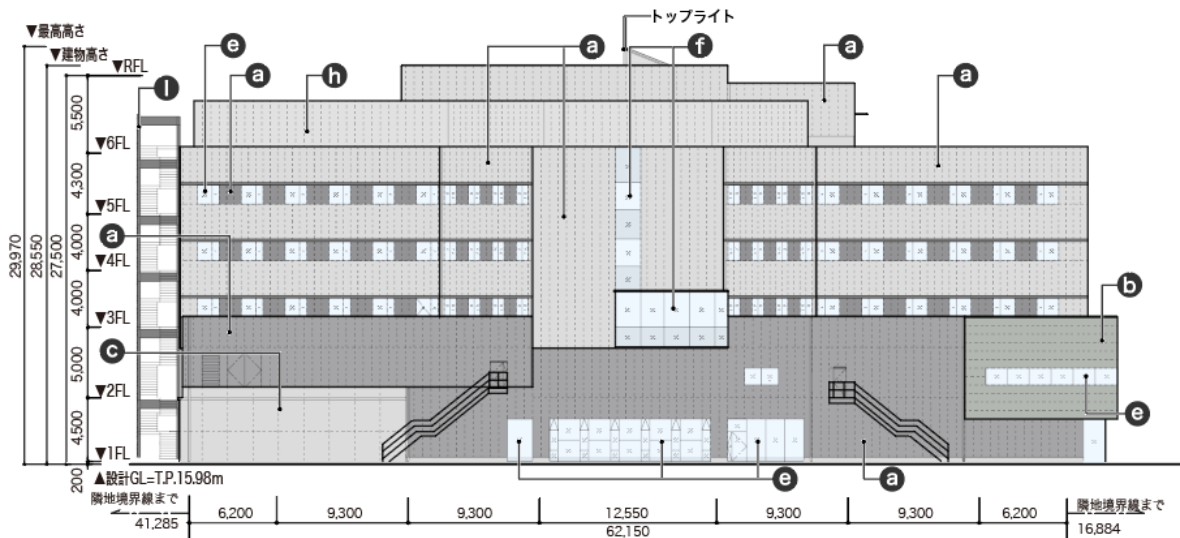 トップライト
▼最高高さ
▼建物高さ
▼RFL
e
a
h
a
f
a
a
l
5,500
▼6FL
4,300
▼5FL
a
4,000
▼4FL
4,000
▼3FL
b
c
5,000
▼2FL
4,500
e
▼1FL
200
29,970
28,550
27,500
e
a
▲設計GL=T.P.15.98m
隣地境界線まで
41,285
6,200
9,300
9,300
12,550
9,300
9,300
6,200
62,150
隣地境界線まで
16,884